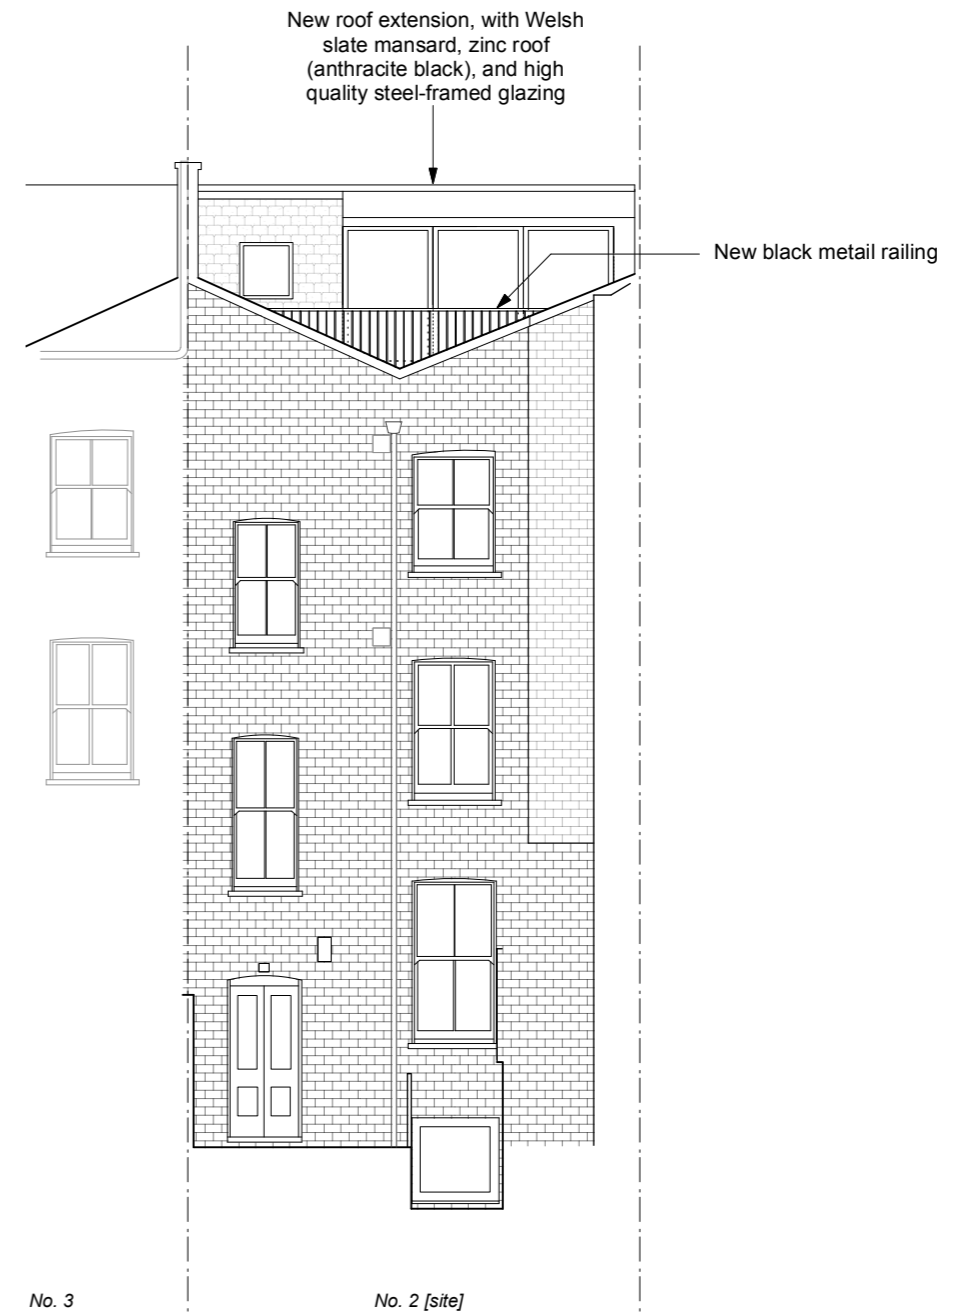 New roof extension, with Welsh
slate mansard, zinc roof
(anthracite black), and high
quality steel-framed glazing
New black metail railing
No. 3
No. 2 [site]